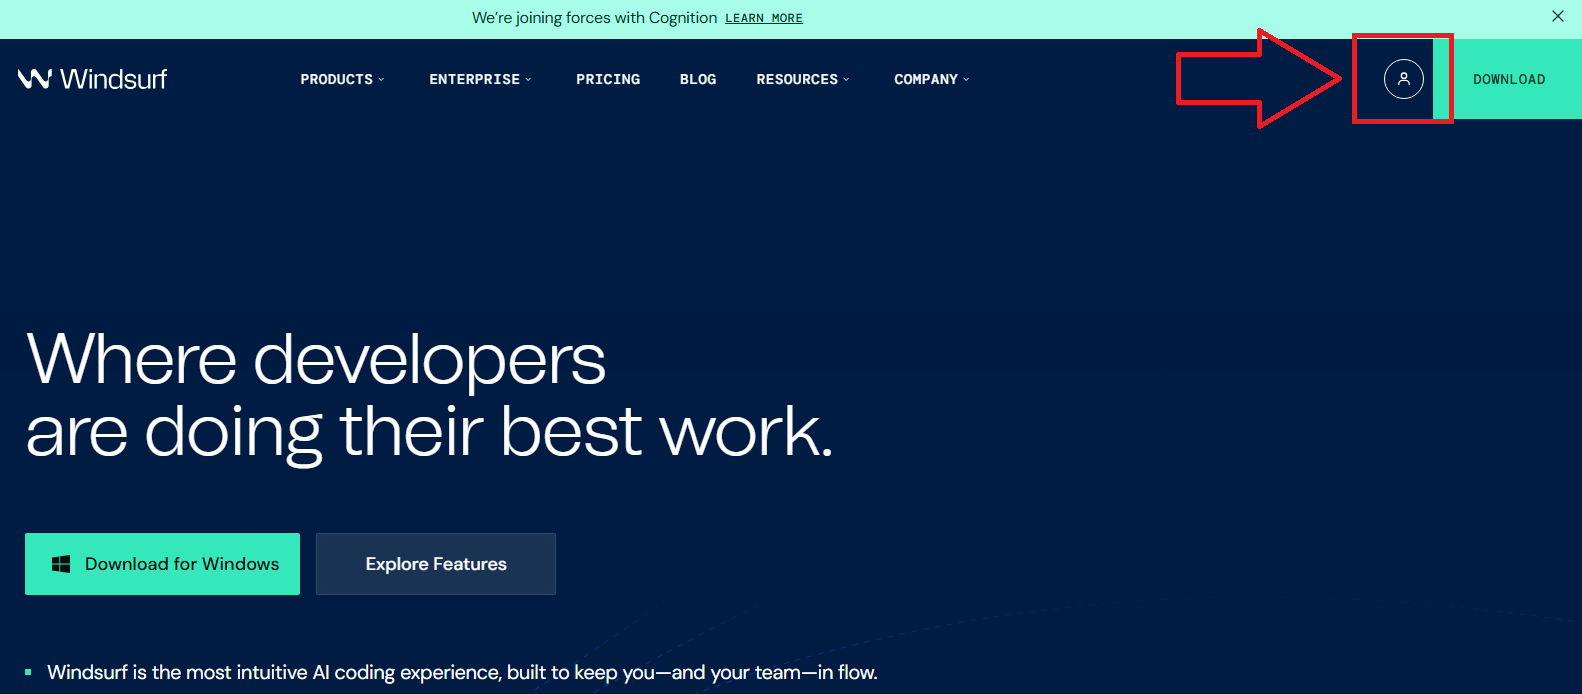 We’re joining forces with Cognition LEARN MORE
Windsurf PRODUCTS ENTERPRISE PRICING BLOG RESOURCES COMPANY DOWNLOAD
Where developers
are doing their best work.
Download for Windows Explore Features
Windsurf is the most intuitive AI coding experience, built to keep you—and your team—in flow.